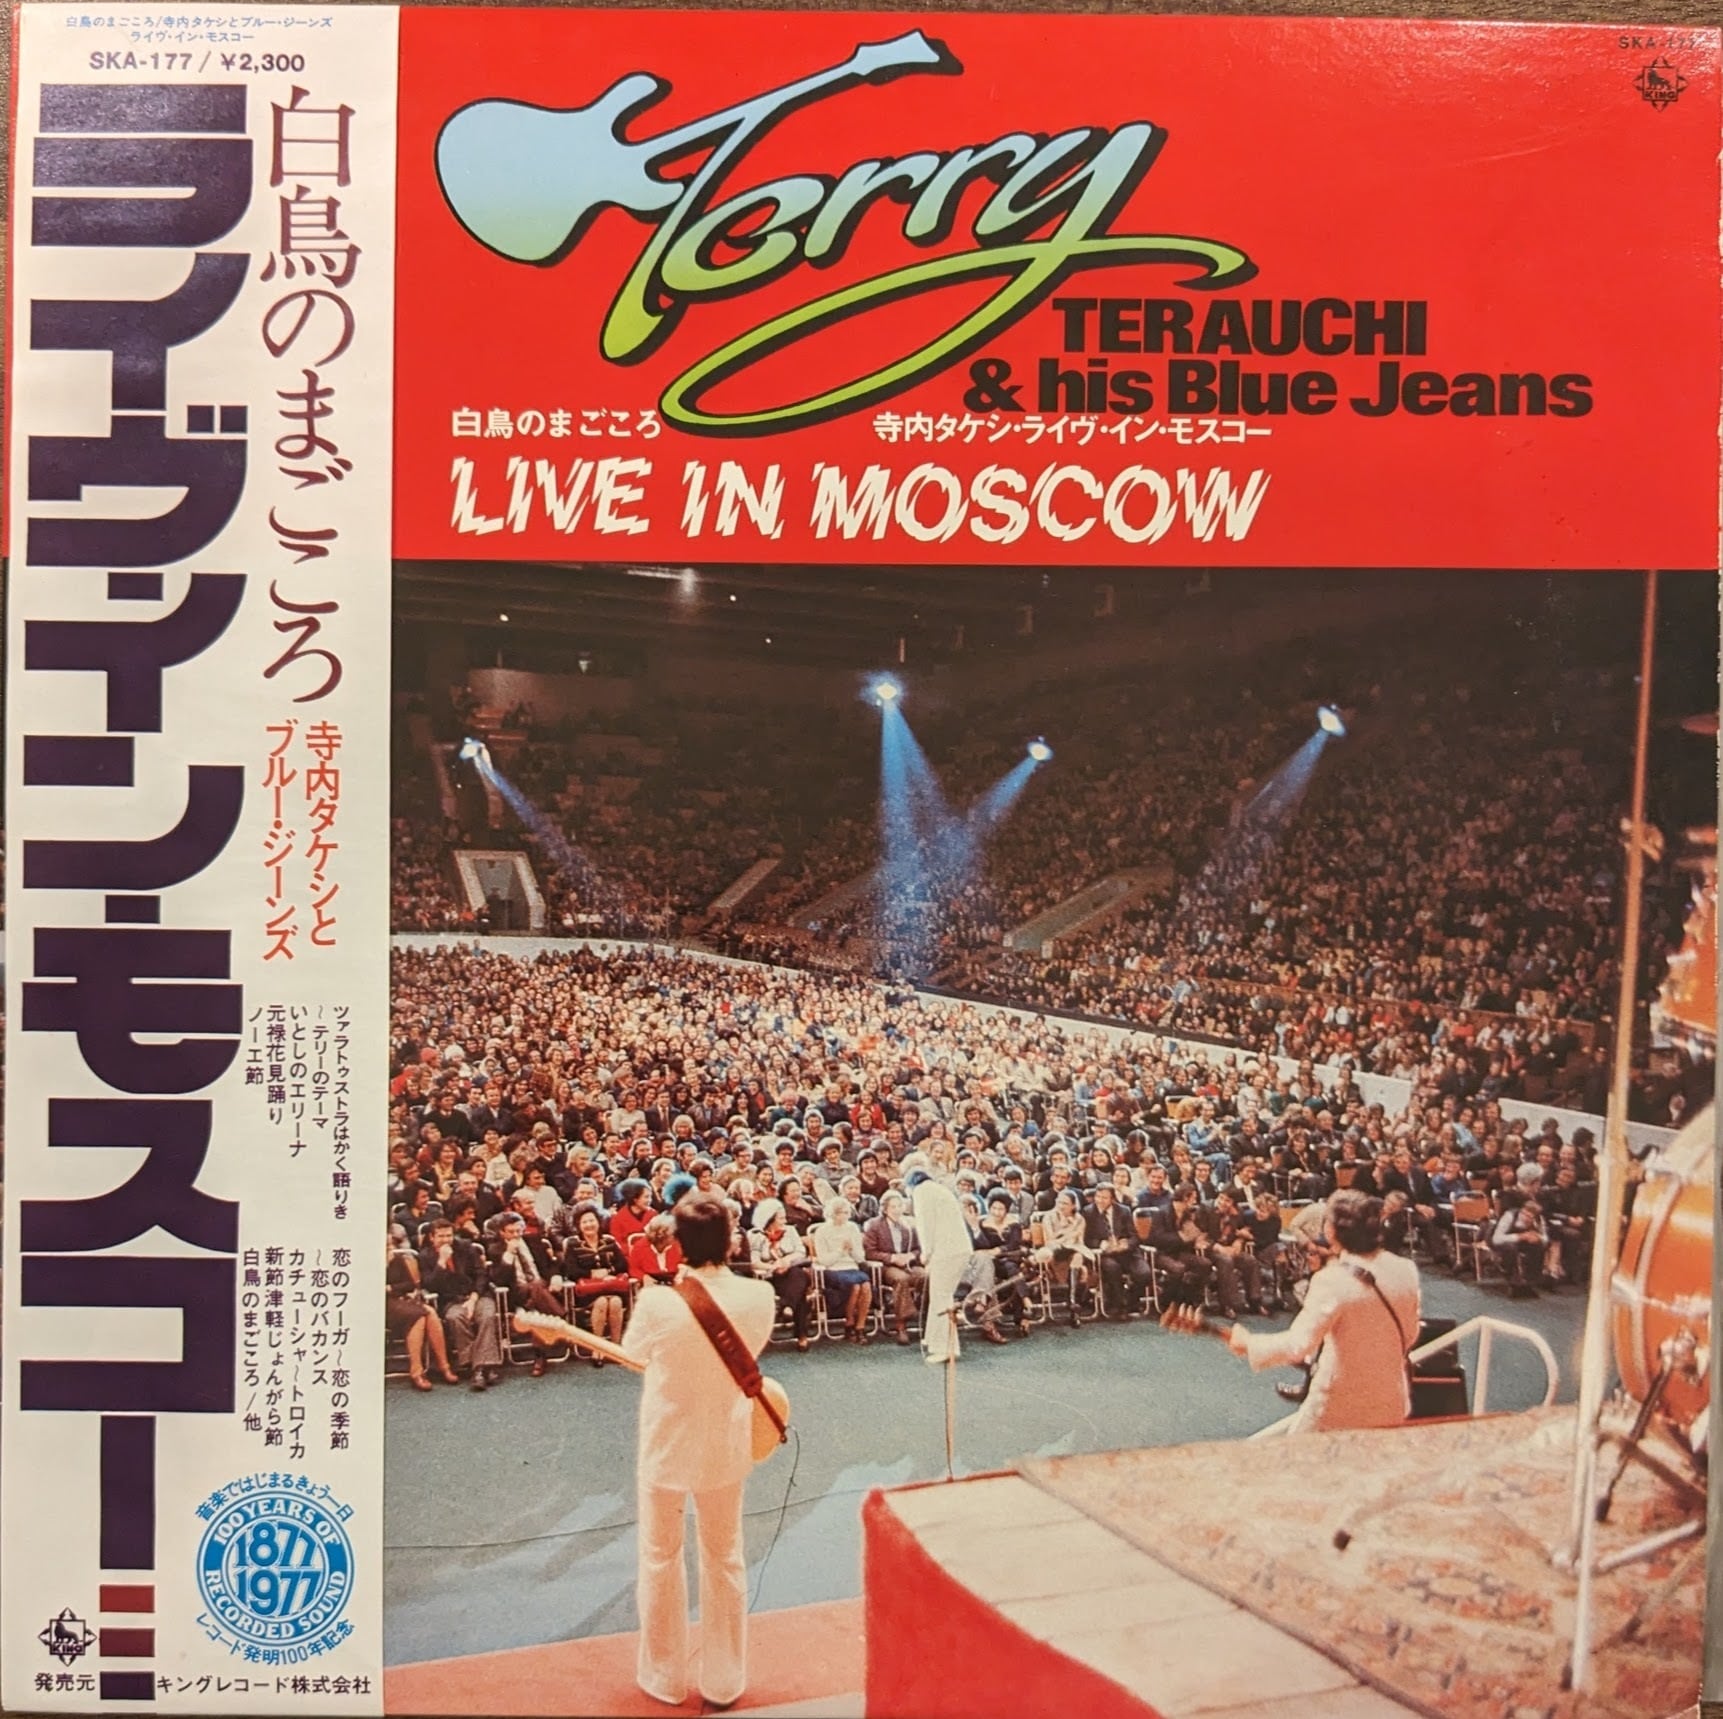 白鳥のまごころ/寺内タケシとブルー・ジーンズ
ライヴ・イン・モスコー
SKA-177/¥2,300
白鳥のまごころ
ライヴ・イン・モスコー
寺内タケシと
ブルー・ジーンズ
ツァラトゥストラはかく語りき
~テリーのテーマ
いとしのエリーナ
元禄花見踊り
ノーエ節
恋のフーガ~恋の季節
~恋のバカンス
カチューシャ~トロイカ
新節津軽じょんがら節
白鳥のまごころ/他
音楽ではじまるきょう一日
100 YEARS OF
1877
1977
RECORDED SOUND
レコード発明100年記念
KING
発売元
キングレコード株式会社
SKA-177
KING
Terry
TERAUCHI
& his Blue Jeans
白鳥のまごころ
寺内タケシ・ライヴ・イン・モスコー
LIVE IN MOSCOW